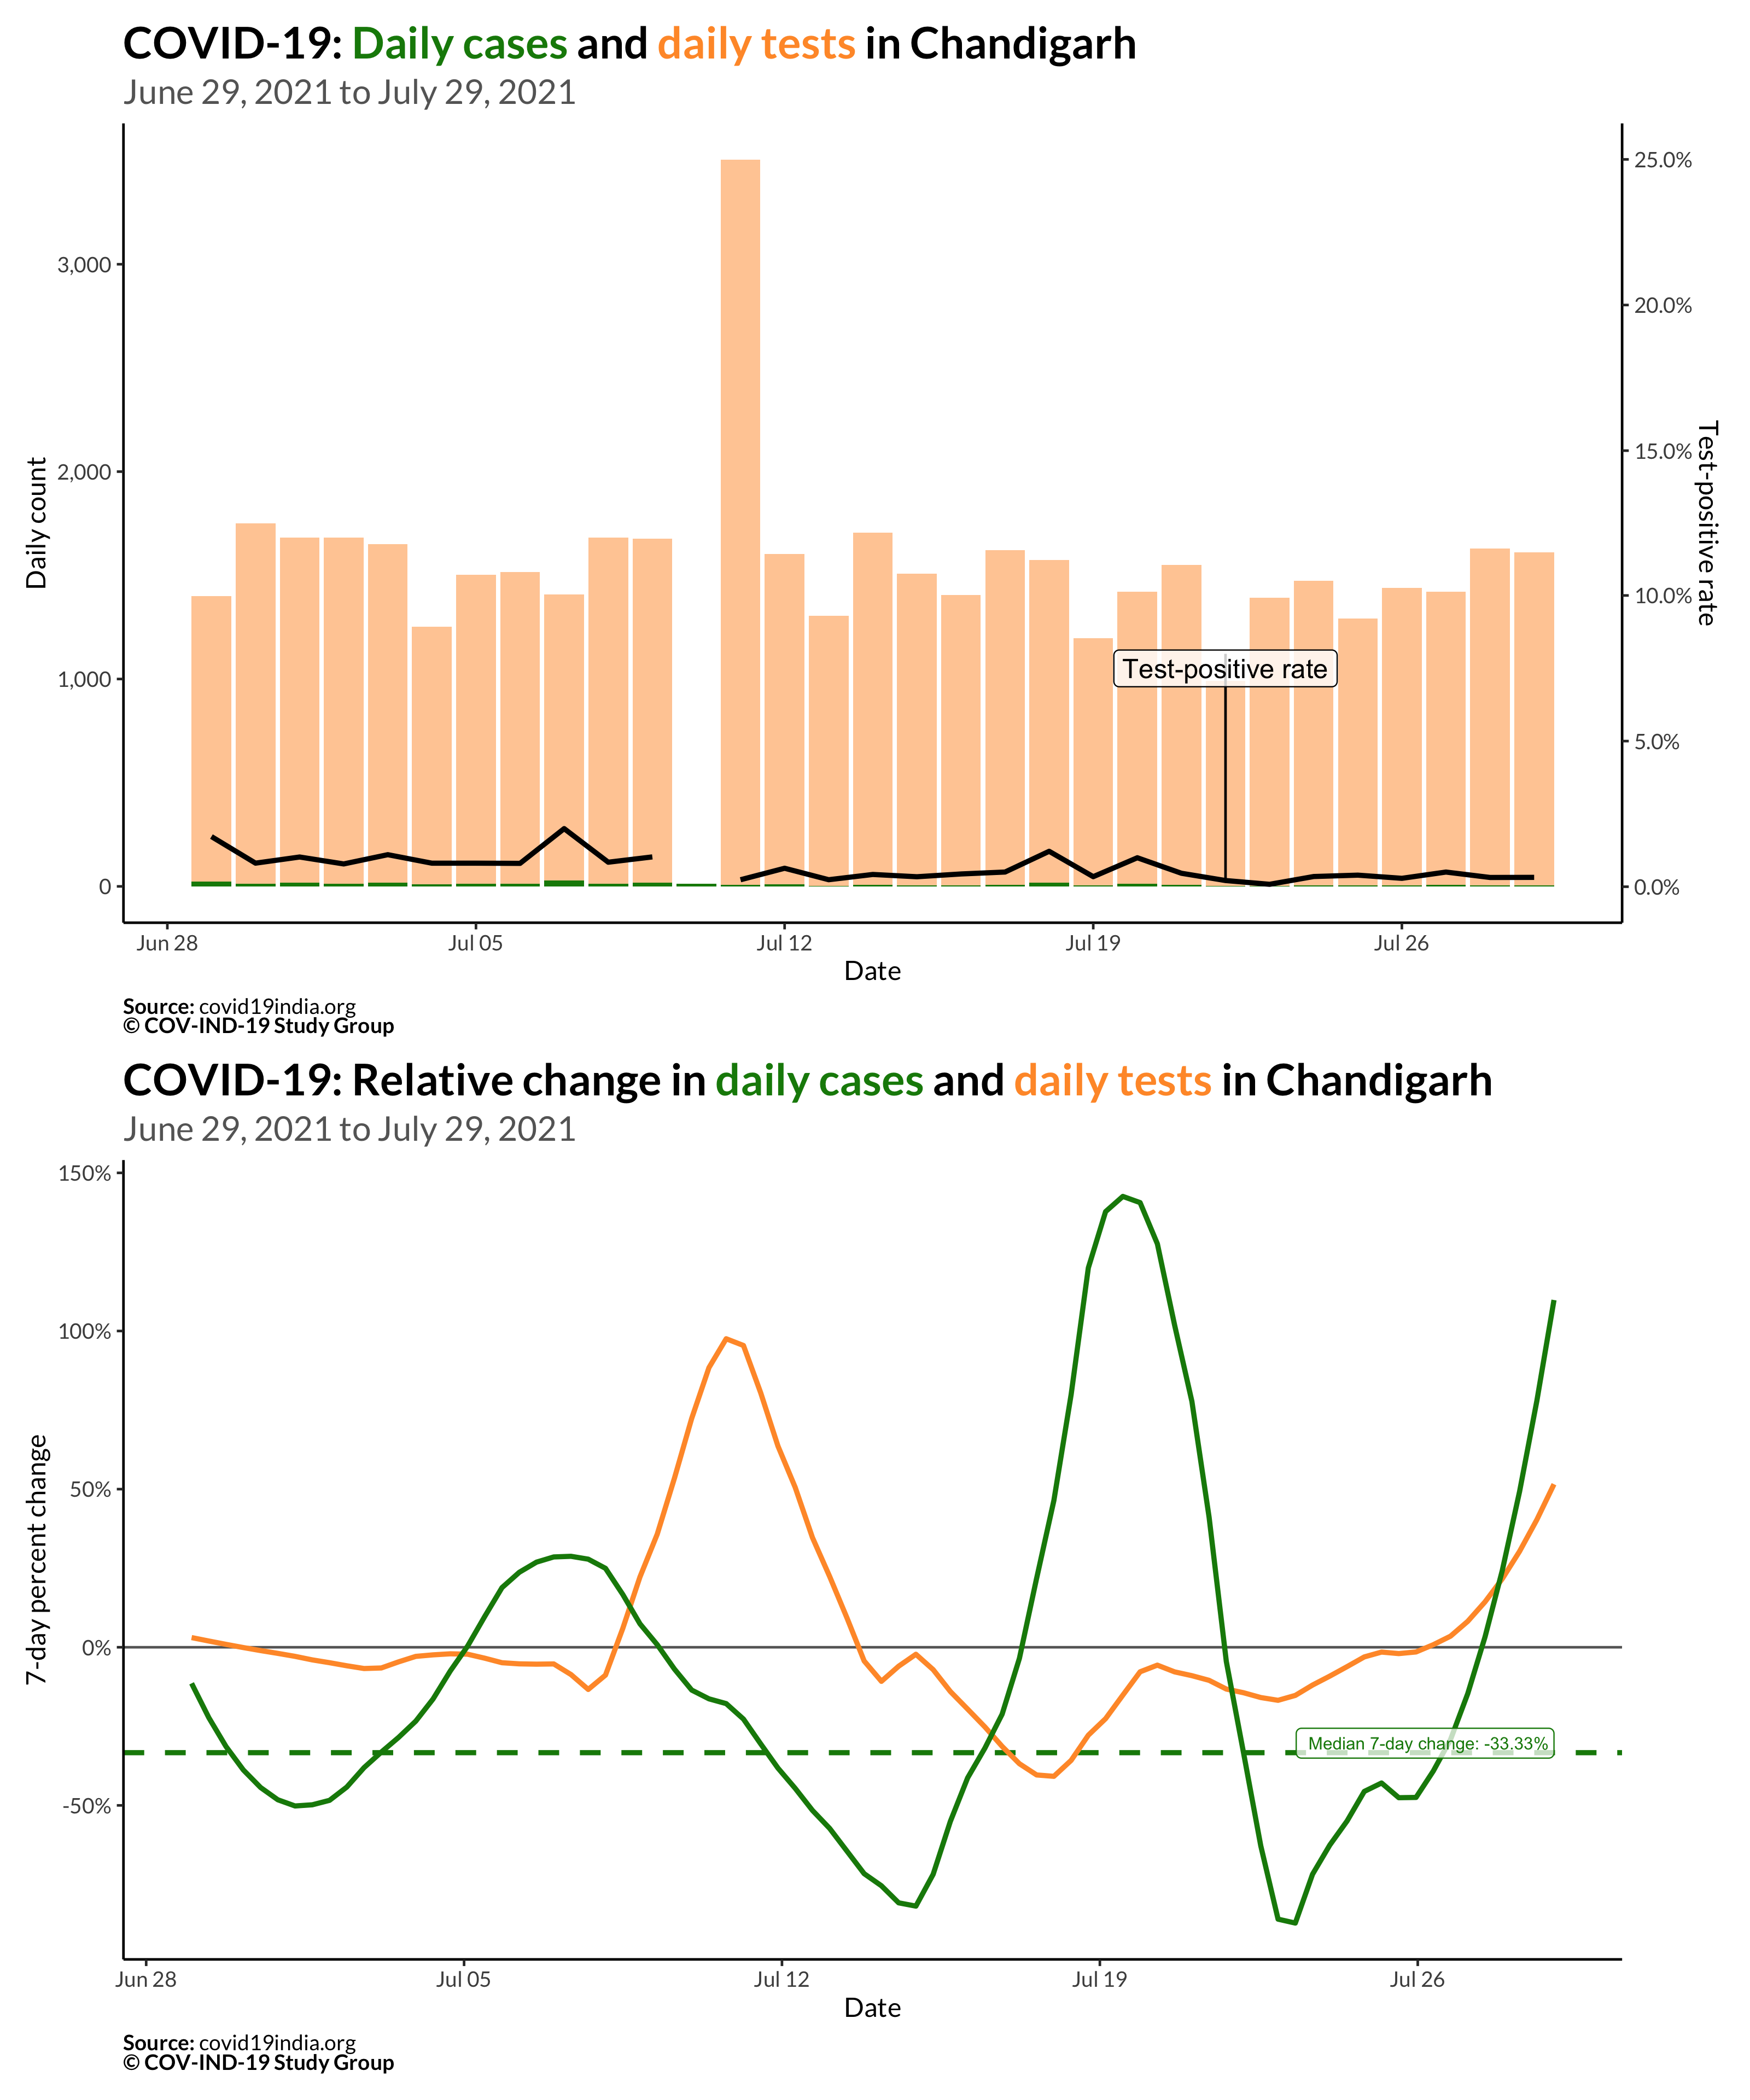 COVID-19: Daily cases and daily tests in Chandigarh
June 29, 2021 to July 29, 2021
25.0%
20.0%
15.0%
10.0%
5.0%
0.0%
Test-positive rate
3,000
2,000
1,000
0
Daily count
Test-positive rate
Jun 28 Jul 05 Jul 12 Jul 19 Jul 26
Date
Source: covid19india.org
© COV-IND-19 Study Group
COVID-19: Relative change in daily cases and daily tests in Chandigarh
June 29, 2021 to July 29, 2021
150%
100%
50%
0%
-50%
7-day percent change
Median 7-day change: -33.33%
Jun 28 Jul 05 Jul 12 Jul 19 Jul 26
Date
Source: covid19india.org
© COV-IND-19 Study Group